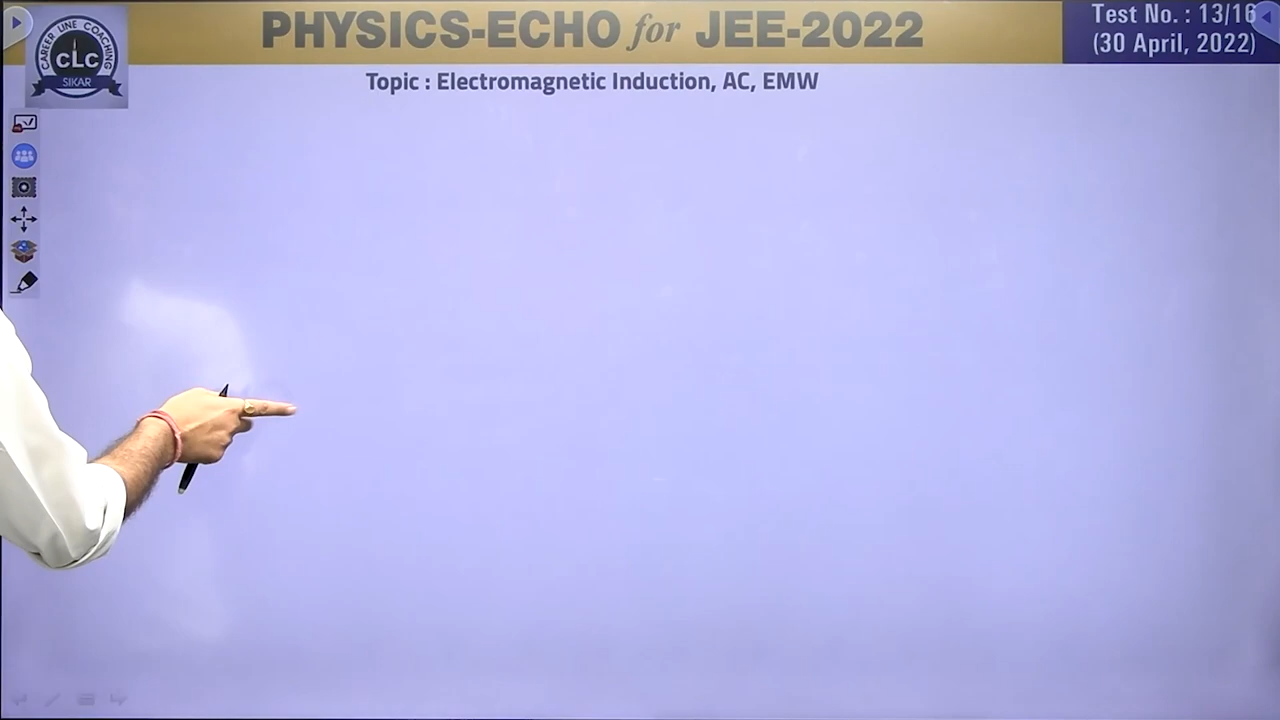 PHYSICS-ECHO for JEE-2022
Test No. : 13/16
(30 April, 2022)
CAREER LINE COACHING
CLC
SIKAR
Topic : Electromagnetic Induction, AC, EMW